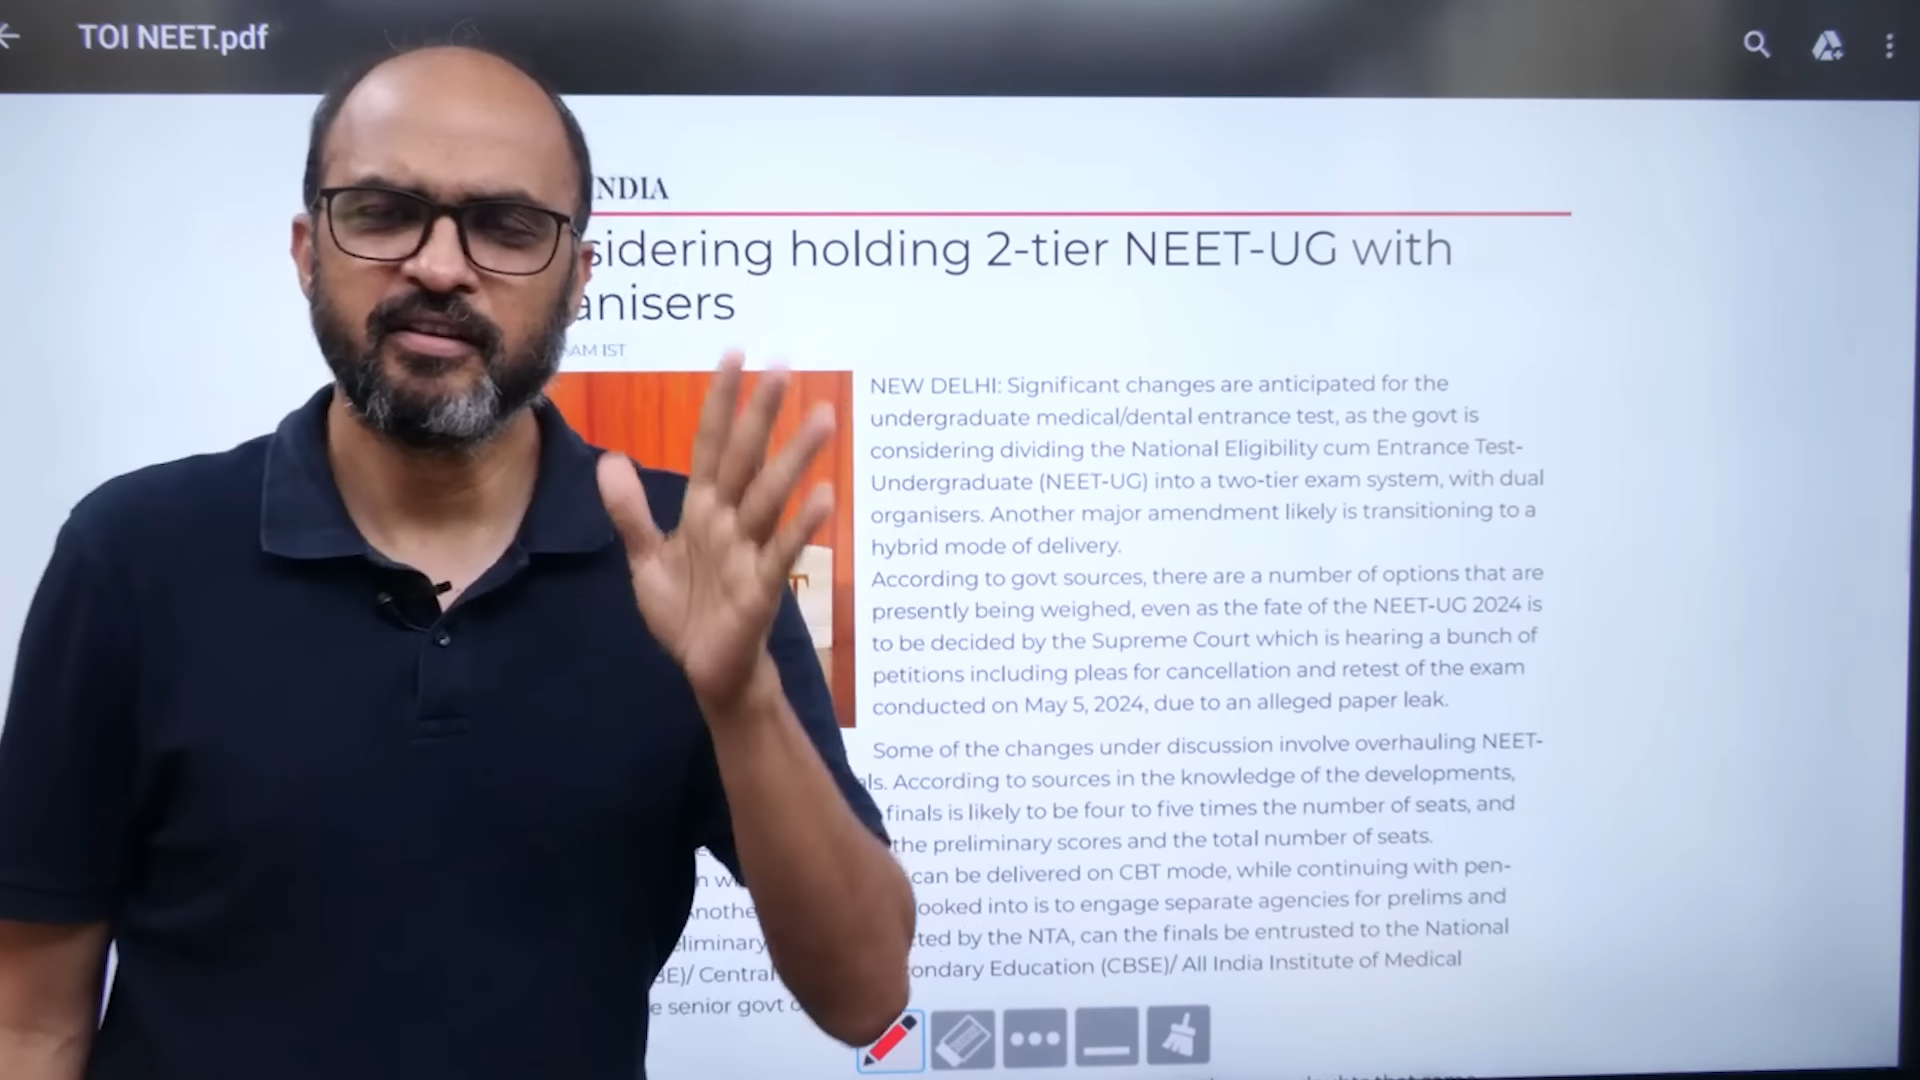 TOI NEET.pdf
NDIA
sidering holding 2-tier NEET-UG with
anisers
AM IST
NEW DELHI: Significant changes are anticipated for the
undergraduate medical/dental entrance test, as the govt is
considering dividing the National Eligibility cum Entrance Test-
Undergraduate (NEET-UG) into a two-tier exam system, with dual
organisers. Another major amendment likely is transitioning to a
hybrid mode of delivery.
According to govt sources, there are a number of options that are
presently being weighed, even as the fate of the NEET-UG 2024 is
to be decided by the Supreme Court which is hearing a bunch of
petitions including pleas for cancellation and retest of the exam
conducted on May 5, 2024, due to an alleged paper leak.
Some of the changes under discussion involve overhauling NEET-
ls. According to sources in the knowledge of the developments,
finals is likely to be four to five times the number of seats, and
the preliminary scores and the total number of seats.
can be delivered on CBT mode, while continuing with pen-
nothe ooked into is to engage separate agencies for prelims and
eliminary cted by the NTA, can the finals be entrusted to the National
BE)/ Central ondary Education (CBSE)/ All India Institute of Medical
e senior govt